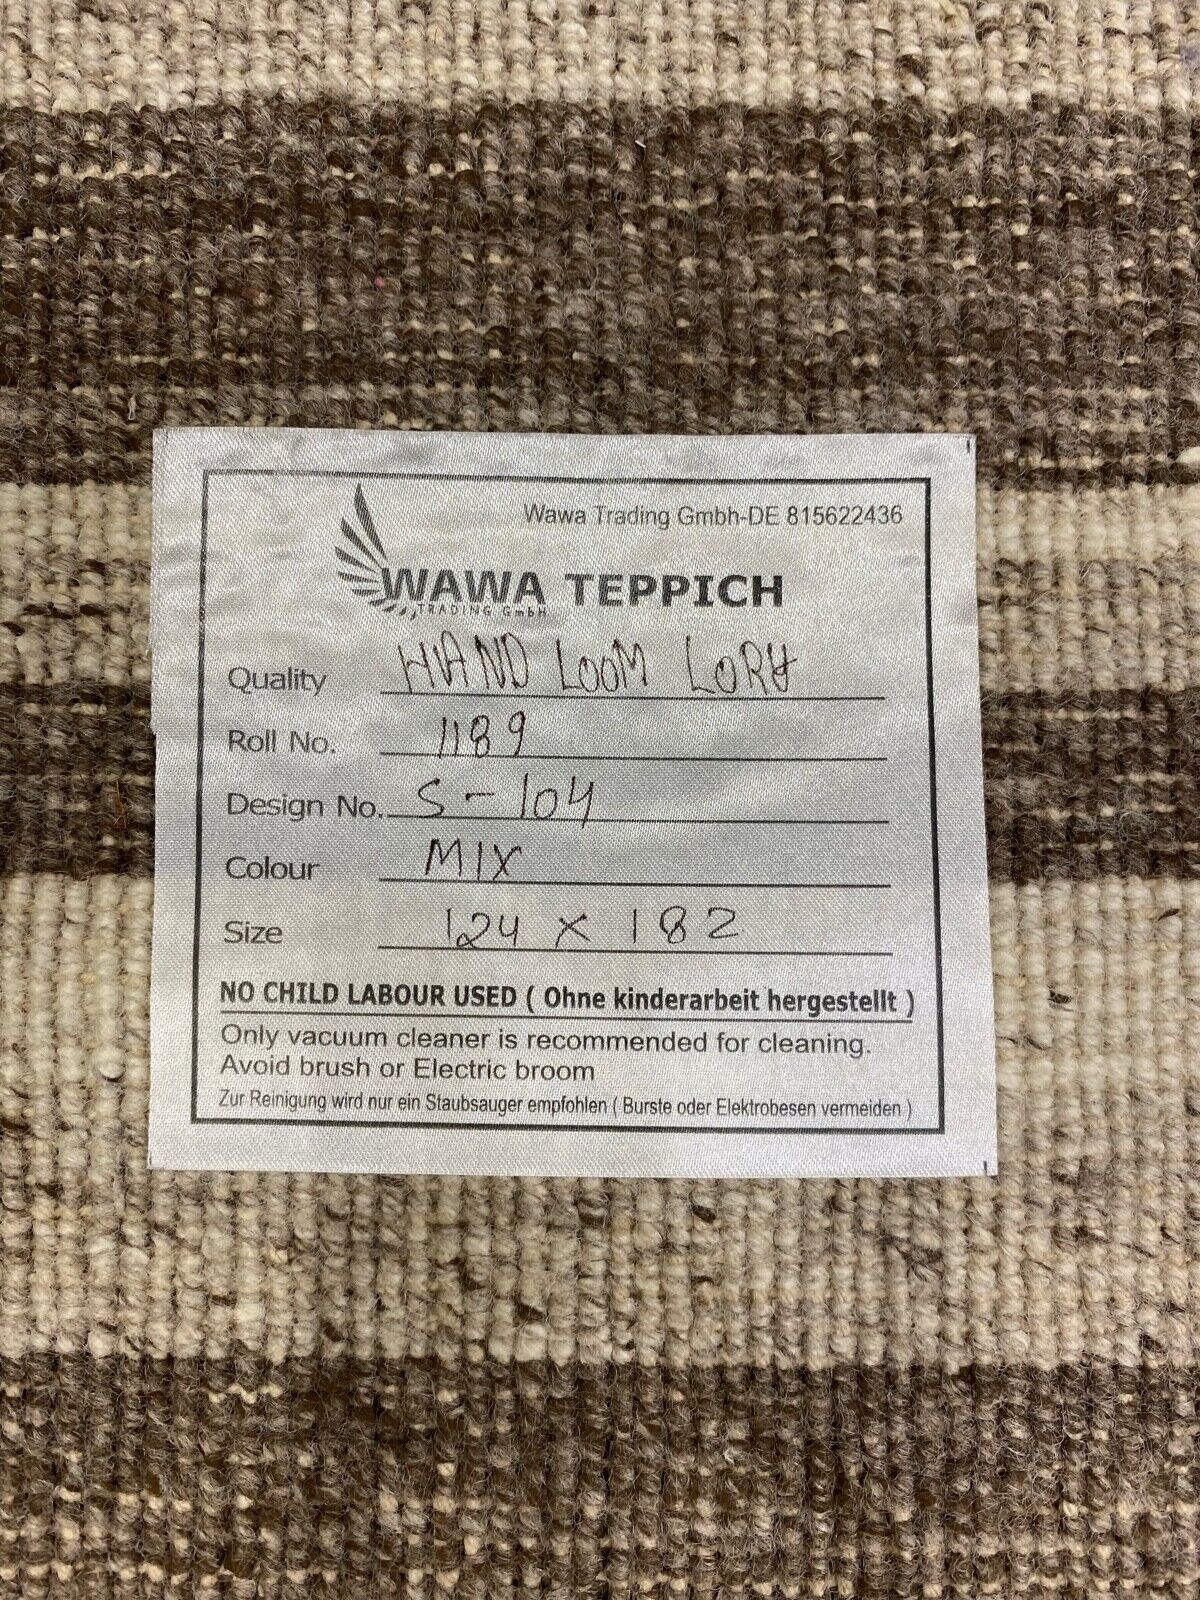 Wawa Trading Gmbh-DE 815622436
WAWA TEPPICH
TRADING GmbH
Quality HAND LOOM LORA
Roll No. 1189
Design No. S-104
Colour MIX
Size 124 x 182
NO CHILD LABOUR USED ( Ohne kinderarbeit hergestellt )
Only vacuum cleaner is recommended for cleaning.
Avoid brush or Electric broom
Zur Reinigung wird nur ein Staubsauger empfohlen ( Burste oder Elektrobesen vermeiden )